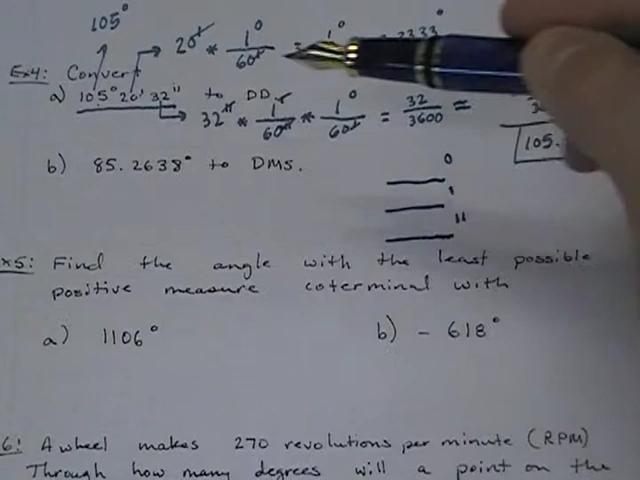 105°
20' * 1° / 60' = 1°
Ex4: Convert
a) 105° 20' 32" to DD.
32" * 1' / 60" * 1° / 60' = 32 / 3600 ≈
105.
b) 85.2638° to DMS.
°
'
"
x5: Find the angle with the least possible
positive measure coterminal with
a) 1106°
b) - 618°
6: A wheel makes 270 revolutions per minute (RPM)
Through how many degrees will a point on the